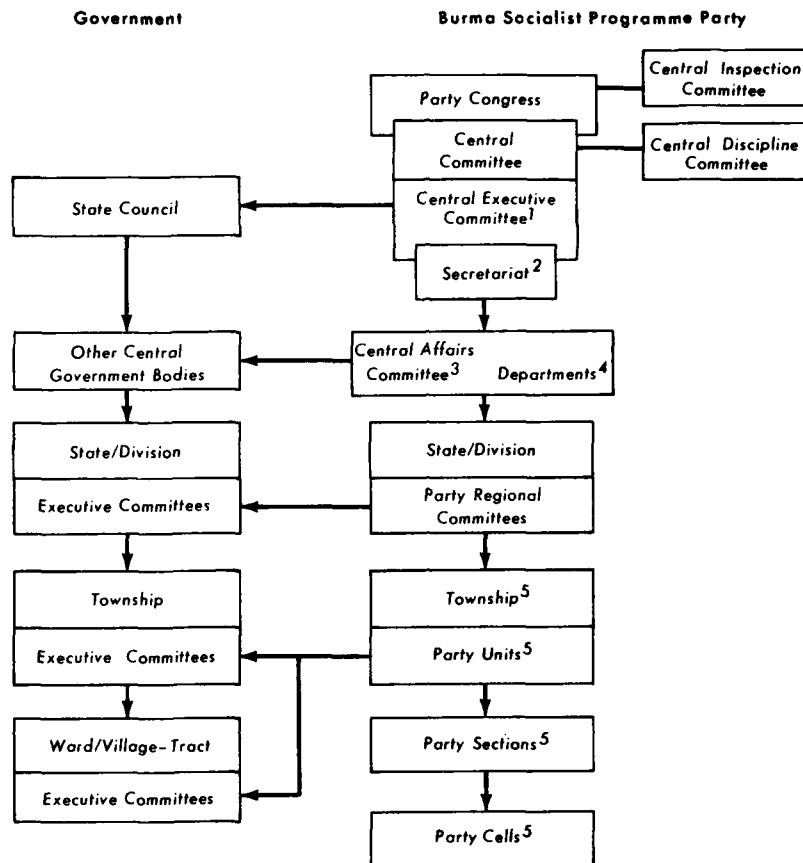 Government
Burma Socialist Programme Party
Central Inspection
Committee
Party Congress
Central
Committee
Central Discipline
Committee
State Council
Central Executive
Committee1
Secretariat2
Other Central
Government Bodies
Central Affairs
Committee3 Departments4
State/Division
Executive Committees
State/Division
Party Regional
Committees
Township
Executive Committees
Township5
Party Units5
Ward/Village-Tract
Executive Committees
Party Sections5
Party Cells5